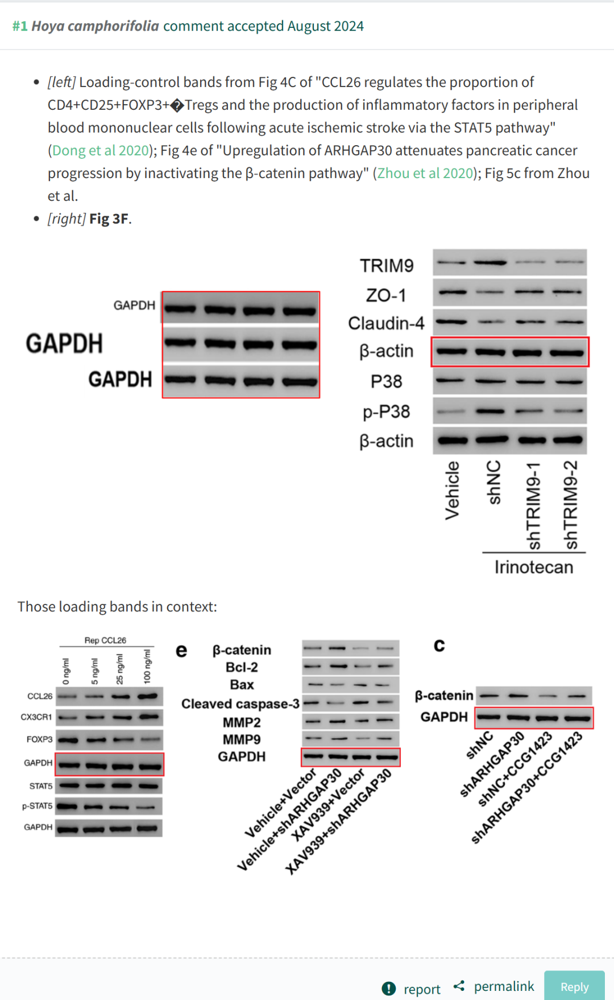 #1 Hoya camphorifolia comment accepted August 2024
• [left] Loading-control bands from Fig 4C of "CCL26 regulates the proportion of
CD4+CD25+FOXP3+�Tregs and the production of inflammatory factors in peripheral
blood mononuclear cells following acute ischemic stroke via the STAT5 pathway"
(Dong et al 2020); Fig 4e of "Upregulation of ARHGAP30 attenuates pancreatic cancer
progression by inactivating the β-catenin pathway" (Zhou et al 2020); Fig 5c from Zhou
et al.
• [right] Fig 3F.
GAPDH
GAPDH
GAPDH
TRIM9
ZO-1
Claudin-4
β-actin
P38
p-P38
β-actin
Vehicle
shNC
shTRIM9-1
shTRIM9-2
Irinotecan
Those loading bands in context:
Rep CCL26
0 ng/ml
5 ng/ml
25 ng/ml
100 ng/ml
CCL26
CX3CR1
FOXP3
GAPDH
STAT5
p-STAT5
GAPDH
e
β-catenin
Bcl-2
Bax
Cleaved caspase-3
MMP2
MMP9
GAPDH
Vehicle+Vector
Vehicle+shARHGAP30
XAV939+Vector
XAV939+shARHGAP30
c
β-catenin
GAPDH
shNC
shARHGAP30
shNC+CCG1423
shARHGAP30+CCG1423
report
permalink
Reply